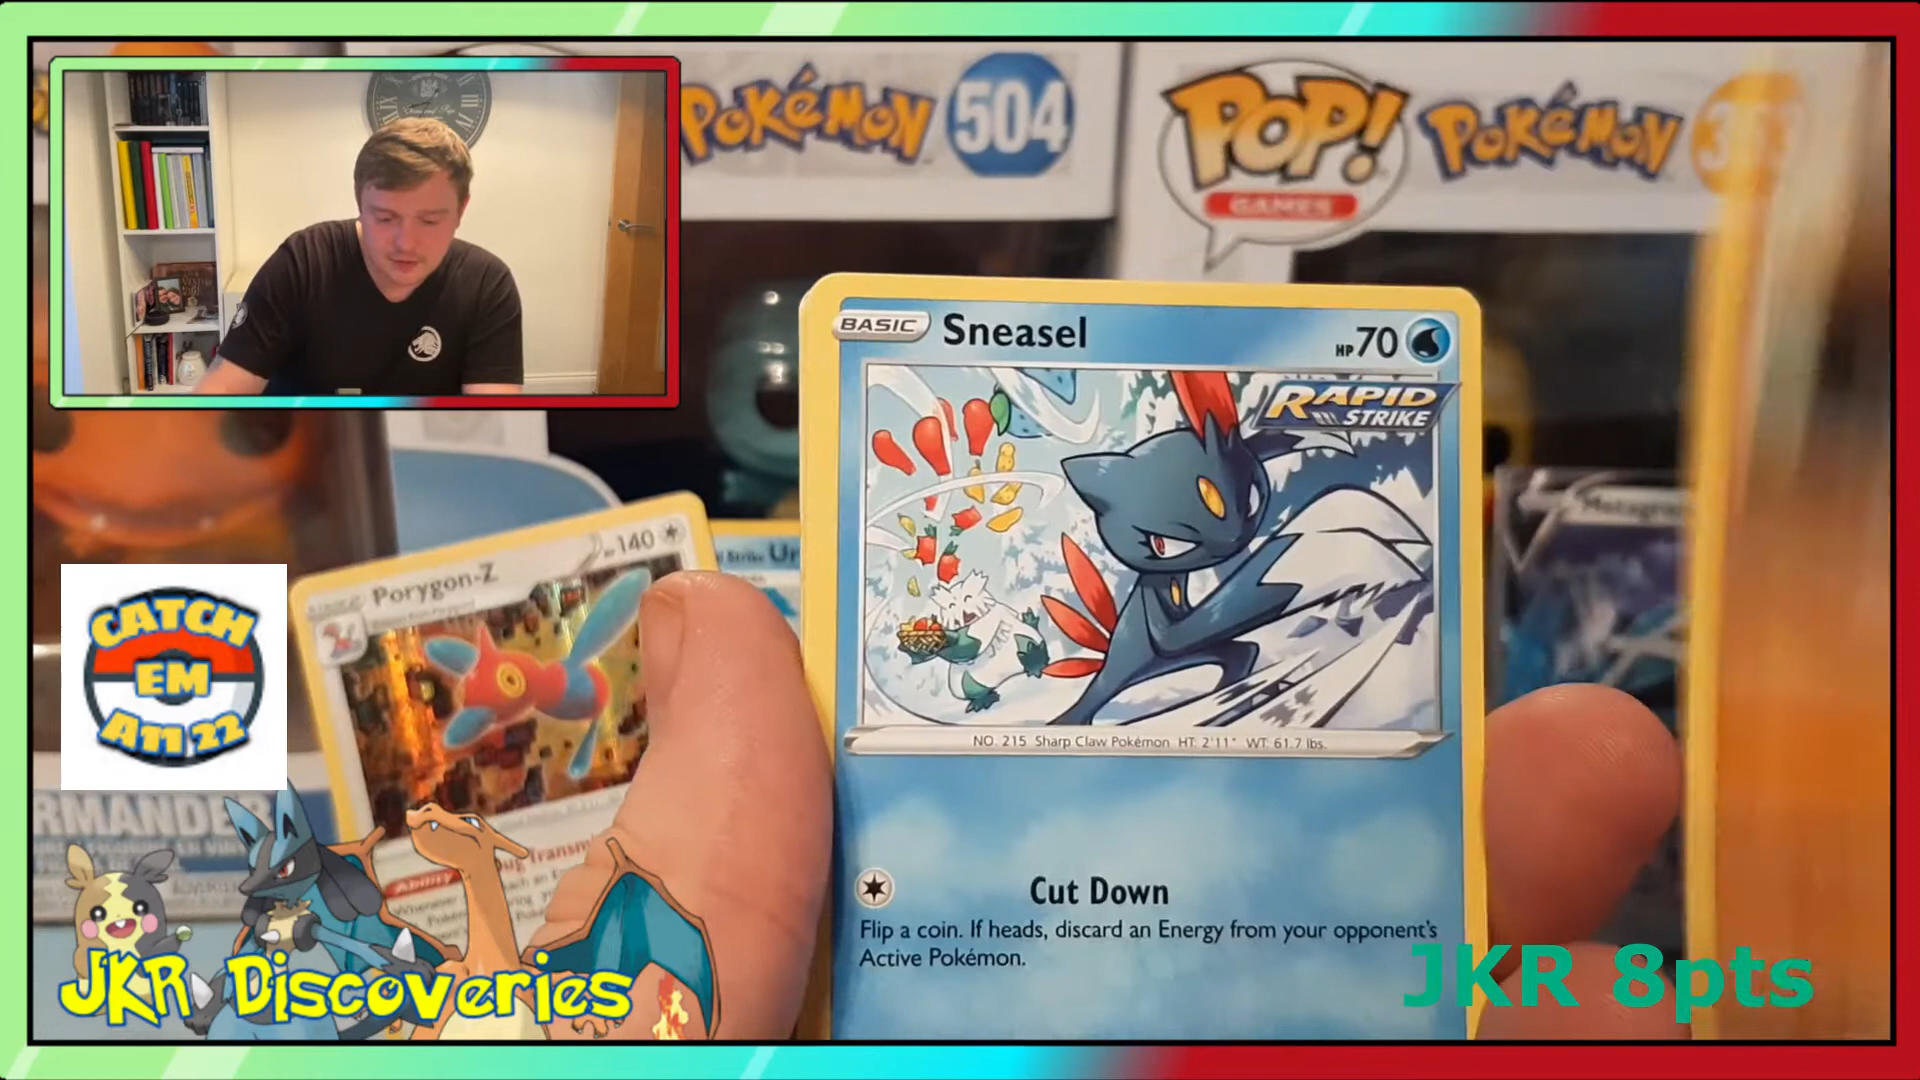 POKéMON
504
POP!
GAMES
POKéMON
BASIC
Sneasel
HP70
RAPID
STRIKE
NO. 215 Sharp Claw Pokémon HT: 2'11" WT: 61.7 lbs.
Cut Down
Flip a coin. If heads, discard an Energy from your opponent's
Active Pokémon.
Porygon-Z
140
Ability
CATCH
EM
A11 22
RMANDER
JKR Discoveries
JKR 8pts